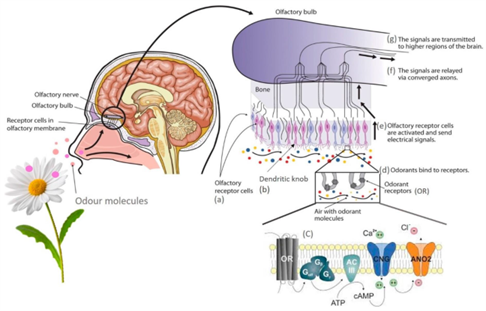 Olfactory bulb
(g) The signals are transmitted
to higher regions of the brain.
(f) The signals are relayed
via converged axons.
Bone
Olfactory nerve
Olfactory bulb
Receptor cells in
olfactory membrane
(e) Olfactory receptor cells
are activated and send
electrical signals.
Olfactory
receptor cells
(a)
Dendritic knob
(b)
(d) Odorants bind to receptors.
Odorant
receptors (OR)
Odour molecules
Air with odorant
molecules
(C)
Ca²⁺
Cl⁻
OR
AC
III
CNG
ANO2
ATP
cAMP